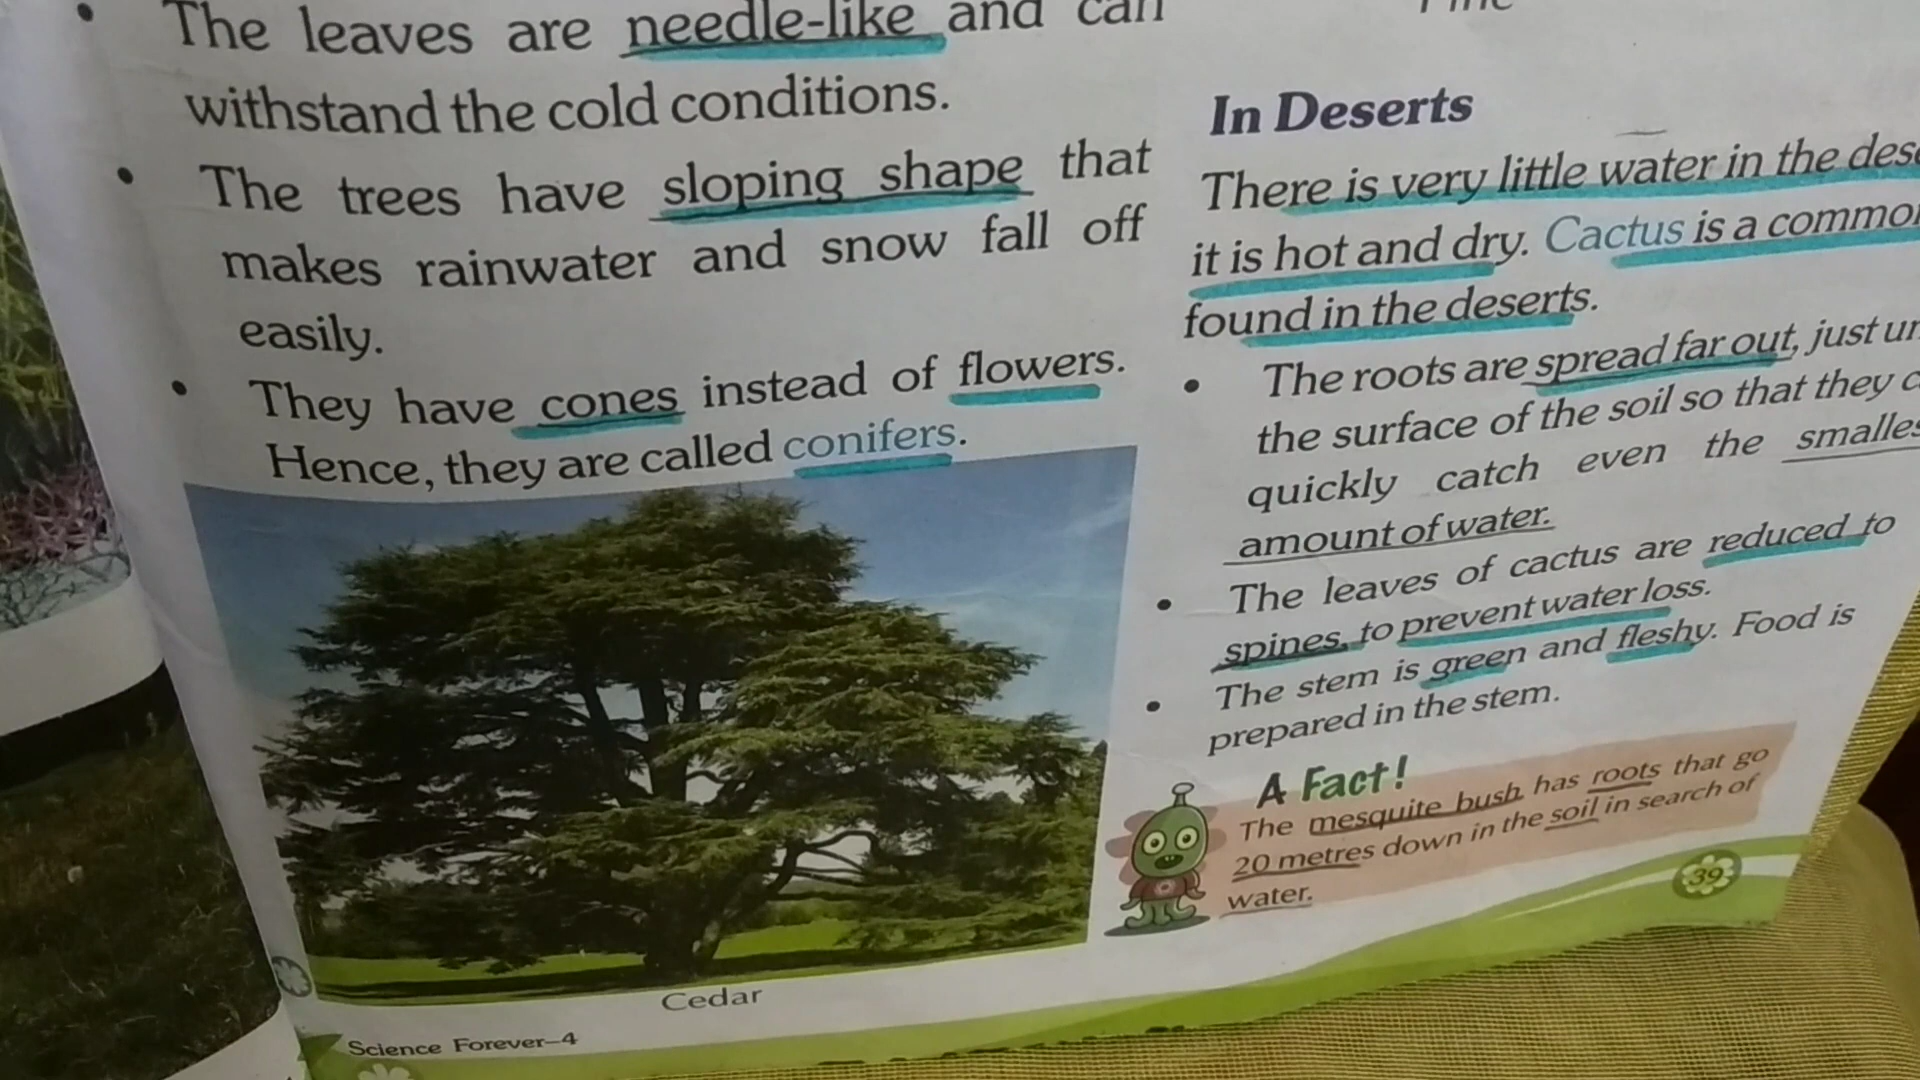 The leaves are needle-like and can
withstand the cold conditions.
The trees have sloping shape that
makes rainwater and snow fall off
easily.
They have cones instead of flowers.
Hence, they are called conifers.
Cedar
Science Forever–4
In Deserts
There is very little water in the
it is hot and dry. Cactus is a
found in the deserts.
The roots are spread far out, just
the surface of the soil so that they
quickly catch even the
amount of water.
The leaves of cactus are reduced to
spines, to prevent water loss.
The stem is green and fleshy. Food is
prepared in the stem.
A Fact!
The mesquite bush has roots that go
20 metres down in the soil in search of
water.
39